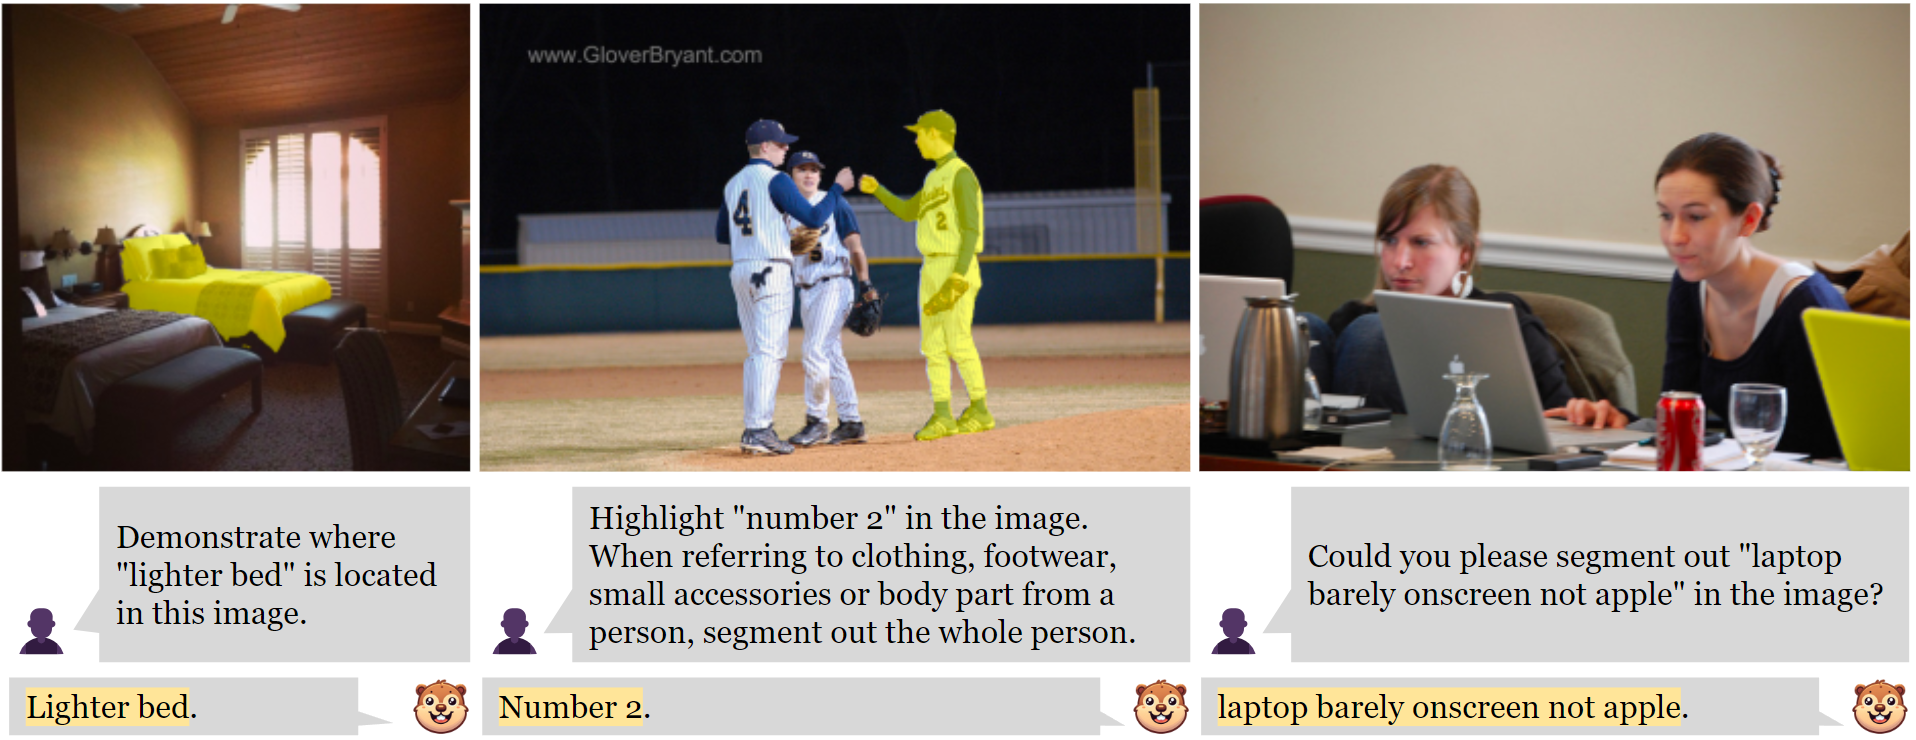 www.GloverBryant.com
4
2
Demonstrate where
"lighter bed" is located
in this image.
Highlight "number 2" in the image.
When referring to clothing, footwear,
small accessories or body part from a
person, segment out the whole person.
Could you please segment out "laptop
barely onscreen not apple" in the image?
Lighter bed.
Number 2.
laptop barely onscreen not apple.